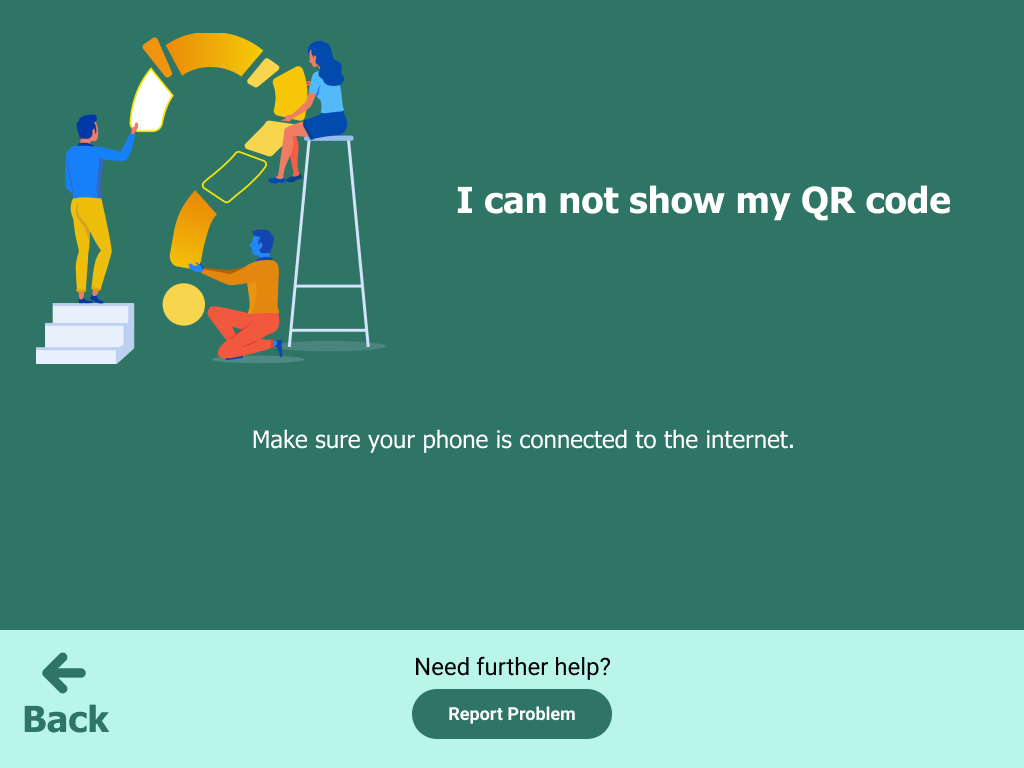 I can not show my QR code
Make sure your phone is connected to the internet.
Need further help?
Report Problem
Back